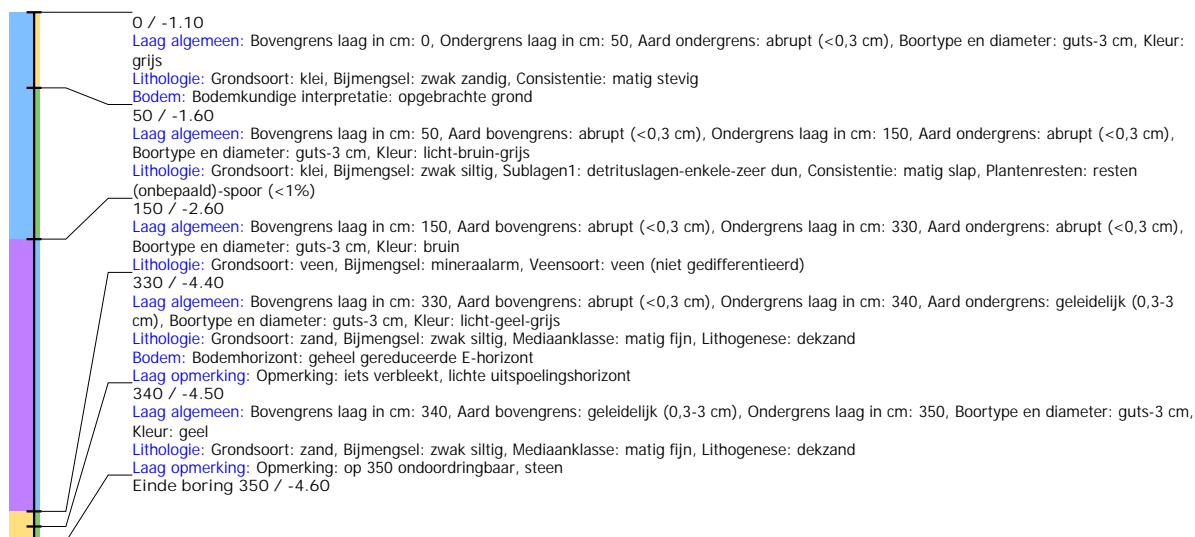 0 / -1.10
Laag algemeen: Bovengrens laag in cm: 0, Ondergrens laag in cm: 50, Aard ondergrens: abrupt (<0,3 cm), Boortype en diameter: guts-3 cm, Kleur:
grijs
Lithologie: Grondsoort: klei, Bijmengsel: zwak zandig, Consistentie: matig stevig
Bodem: Bodemkundige interpretatie: opgebrachte grond
50 / -1.60
Laag algemeen: Bovengrens laag in cm: 50, Aard bovengrens: abrupt (<0,3 cm), Ondergrens laag in cm: 150, Aard ondergrens: abrupt (<0,3 cm),
Boortype en diameter: guts-3 cm, Kleur: licht-bruin-grijs
Lithologie: Grondsoort: klei, Bijmengsel: zwak siltig, Sublagen1: detrituslagen-enkele-zeer dun, Consistentie: matig slap, Plantenresten: resten
(onbepaald)-spoor (<1%)
150 / -2.60
Laag algemeen: Bovengrens laag in cm: 150, Aard bovengrens: abrupt (<0,3 cm), Ondergrens laag in cm: 330, Aard ondergrens: abrupt (<0,3 cm),
Boortype en diameter: guts-3 cm, Kleur: bruin
Lithologie: Grondsoort: veen, Bijmengsel: mineraalarm, Veensoort: veen (niet gedifferentieerd)
330 / -4.40
Laag algemeen: Bovengrens laag in cm: 330, Aard bovengrens: abrupt (<0,3 cm), Ondergrens laag in cm: 340, Aard ondergrens: geleidelijk (0,3-3
cm), Boortype en diameter: guts-3 cm, Kleur: licht-geel-grijs
Lithologie: Grondsoort: zand, Bijmengsel: zwak siltig, Mediaanklasse: matig fijn, Lithogenese: dekzand
Bodem: Bodemhorizont: geheel gereduceerde E-horizont
Laag opmerking: Opmerking: iets verbleekt, lichte uitspoelingshorizont
340 / -4.50
Laag algemeen: Bovengrens laag in cm: 340, Aard bovengrens: geleidelijk (0,3-3 cm), Ondergrens laag in cm: 350, Boortype en diameter: guts-3 cm,
Kleur: geel
Lithologie: Grondsoort: zand, Bijmengsel: zwak siltig, Mediaanklasse: matig fijn, Lithogenese: dekzand
Laag opmerking: Opmerking: op 350 ondoordringbaar, steen
Einde boring 350 / -4.60